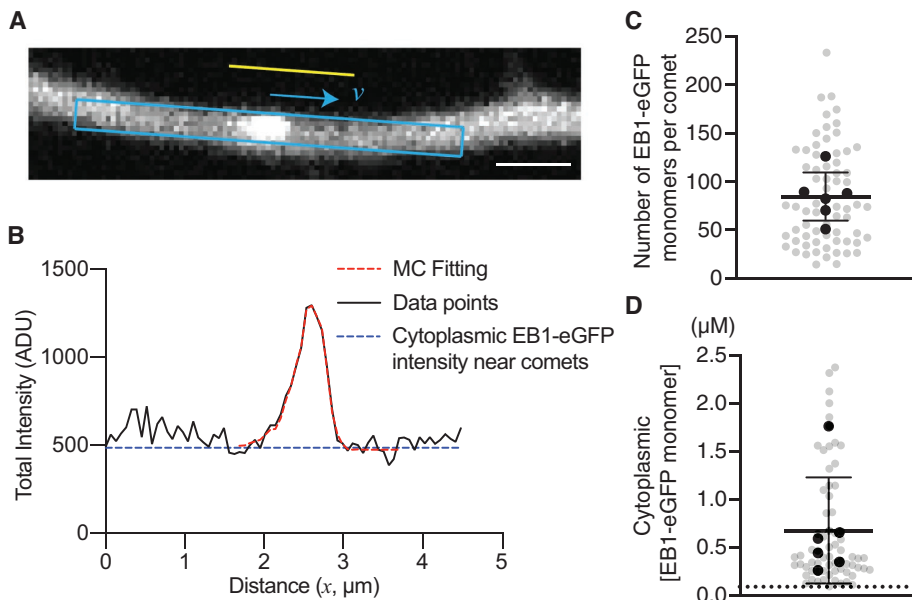 A
v
B
1500
1000
500
0
Total Intensity (ADU)
0 1 2 3 4 5
Distance (x, µm)
MC Fitting
Data points
Cytoplasmic EB1-eGFP
intensity near comets
C
250
200
150
100
50
0
Number of EB1-eGFP
monomers per comet
D
(µM)
2.5
2.0
1.5
1.0
0.5
0.0
Cytoplasmic
[EB1-eGFP monomer]